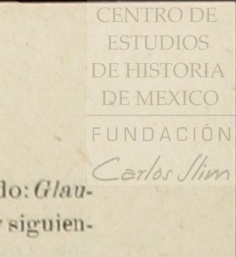 CENTRO DE
ESTUDIOS
DE HISTORIA
DE MEXICO
FUNDACIÓN
Carlos Slim
do: Glau-
siguien-